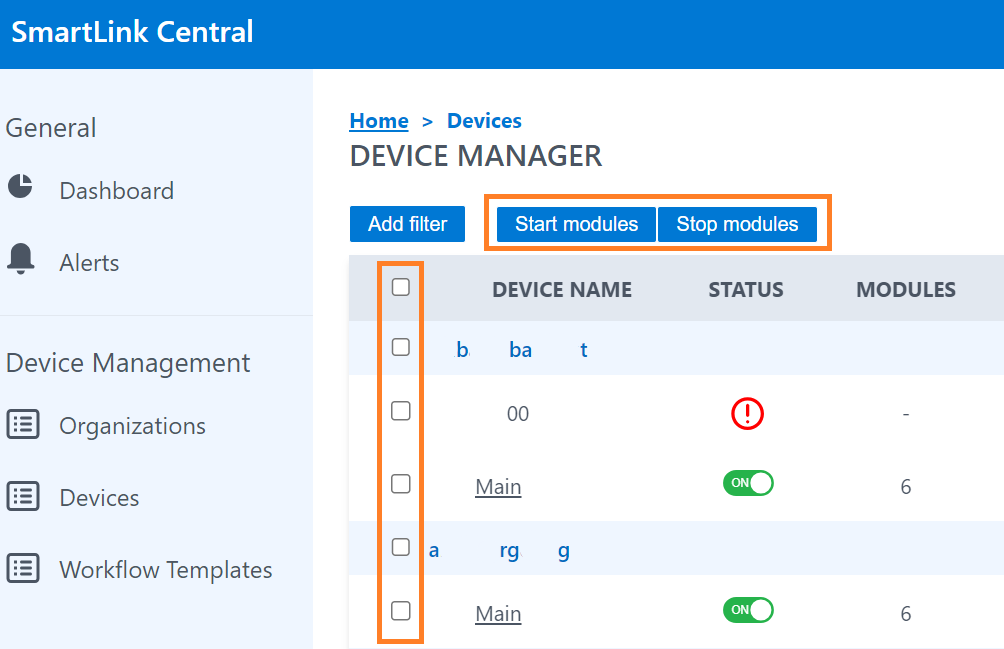 SmartLink Central
General
Dashboard
Alerts
Device Management
Organizations
Devices
Workflow Templates
Home > Devices
DEVICE MANAGER
Add filter Start modules Stop modules
DEVICE NAME STATUS MODULES
b ba t
00 ! -
Main ON 6
a rg g
Main ON 6